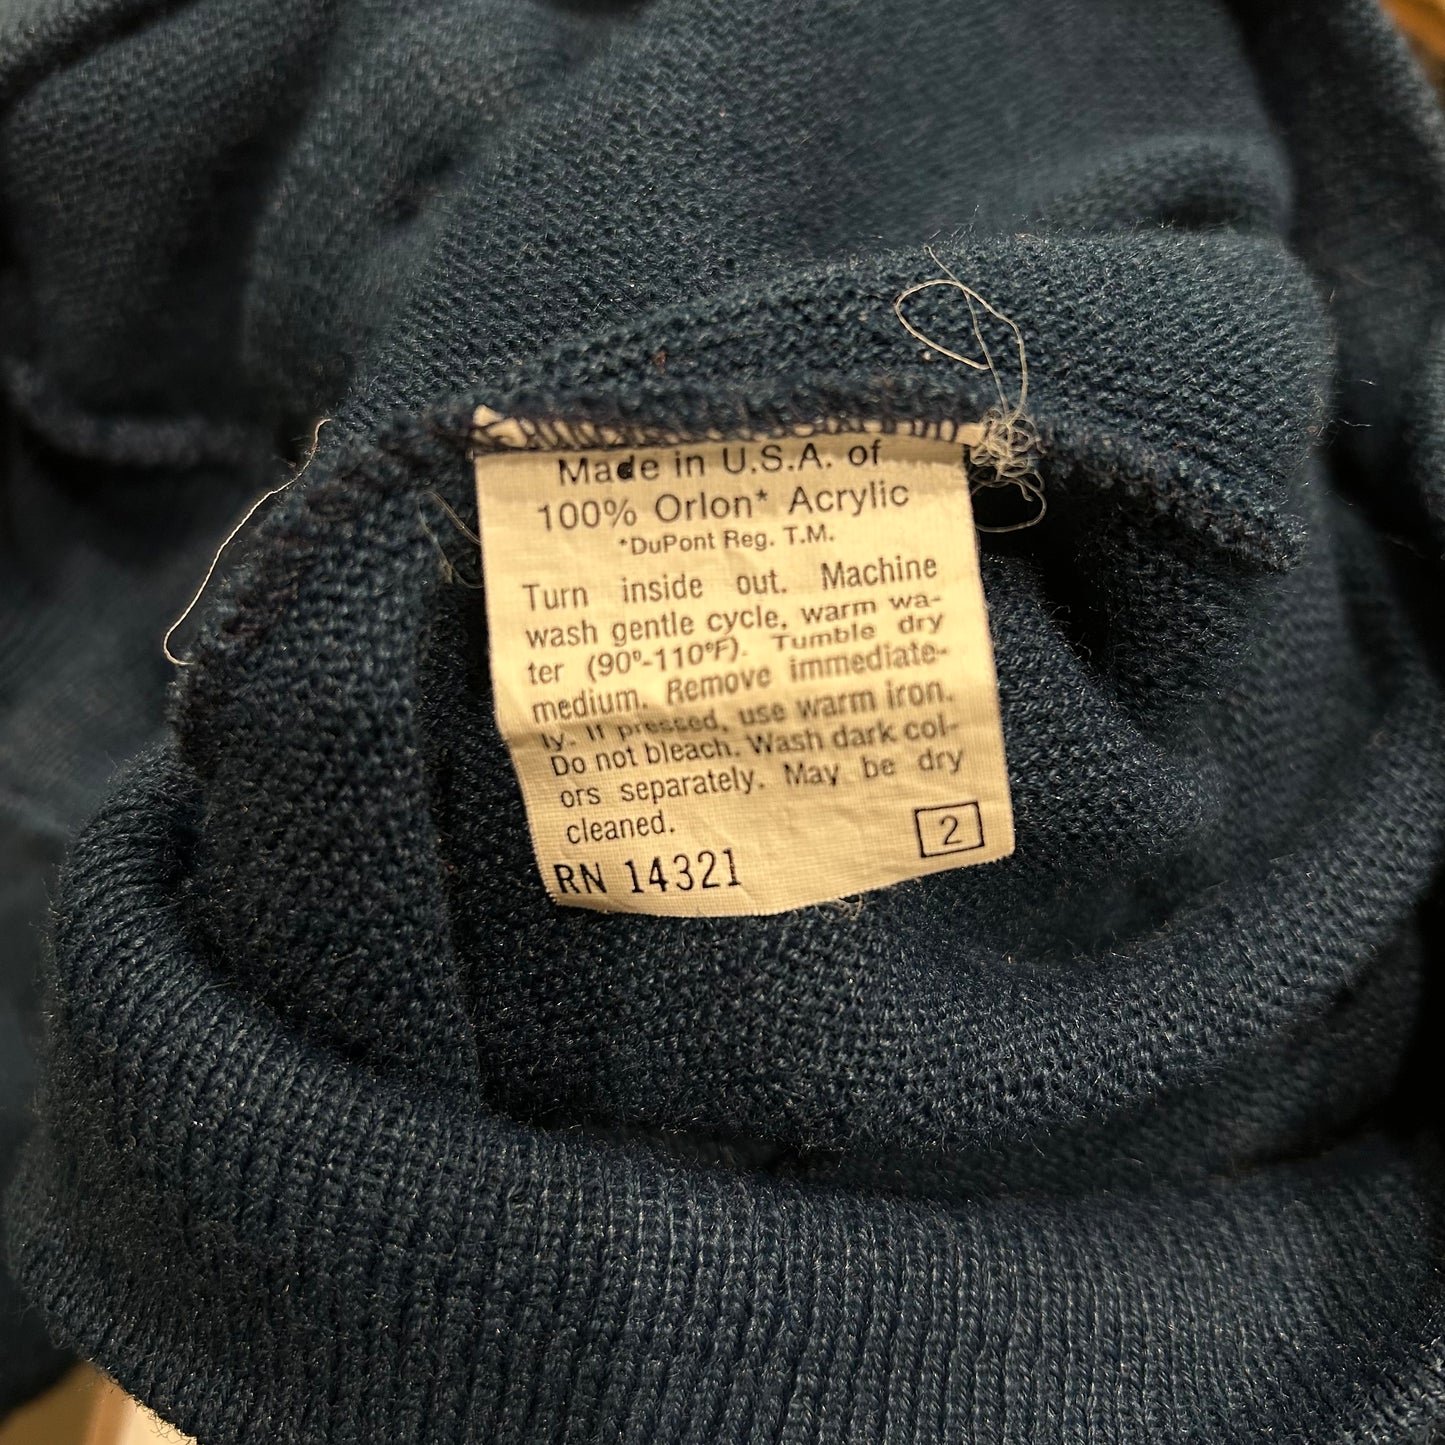 Made in U.S.A. of
100% Orlon* Acrylic
*DuPont Reg. T.M.
Turn inside out. Machine
wash gentle cycle, warm wa-
ter (90º-110ºF). Tumble dry
medium. Remove immediate-
ly. If pressed, use warm iron.
Do not bleach. Wash dark col-
ors separately. May be dry
cleaned.
RN 14321
2